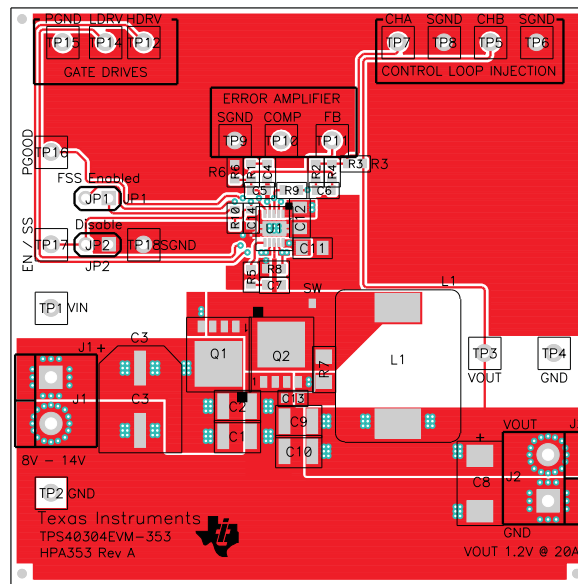 PGND LDRV HDRV
TP15 TP14 TP12
GATE DRIVES
CHA SGND CHB SGND
TP7 TP8 TP5 TP6
CONTROL LOOP INJECTION
ERROR AMPLIFIER
SGND COMP FB
TP9 TP10 TP11
PGOOD
TP16
R6 R6 R1 C4 R2 R4 R3 R3
FSS Enabled
JP1 JP1
C5 R9 C6
R10 C14 C12
U1
Disable
EN / SS
TP17 JP2 TP18 SGND
JP2
C11
R5 R8
C7
SW
L1
TP1 VIN
J1 +
C3
Q1 Q2
L1
R7
TP3 TP4
VOUT GND
J1
C3
C2
C13
C1
C9
C10
8V - 14V
VOUT J2
+
C8
J2
TP2 GND
GND
Texas Instruments
TPS40304EVM-353
HPA353 Rev A
VOUT 1.2V @ 20A